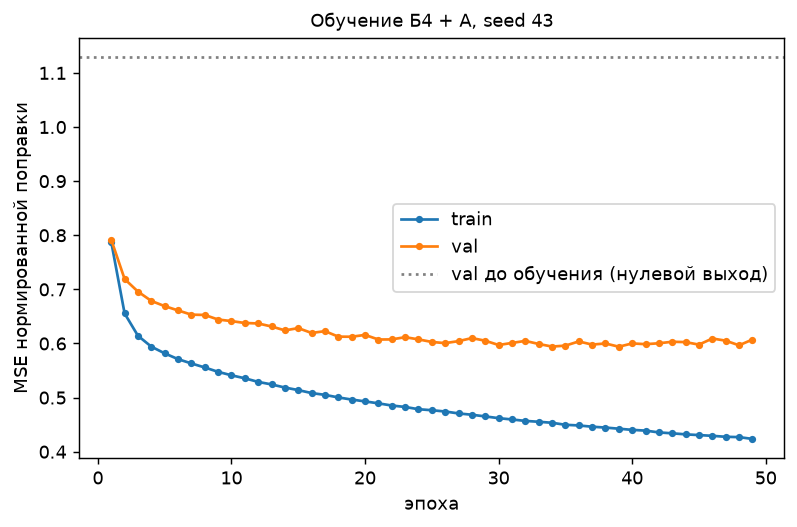 Обучение Б4 + А, seed 43
MSE нормированной поправки
1.1
1.0
0.9
0.8
0.7
0.6
0.5
0.4
train
val
val до обучения (нулевой выход)
0 10 20 30 40 50
эпоха